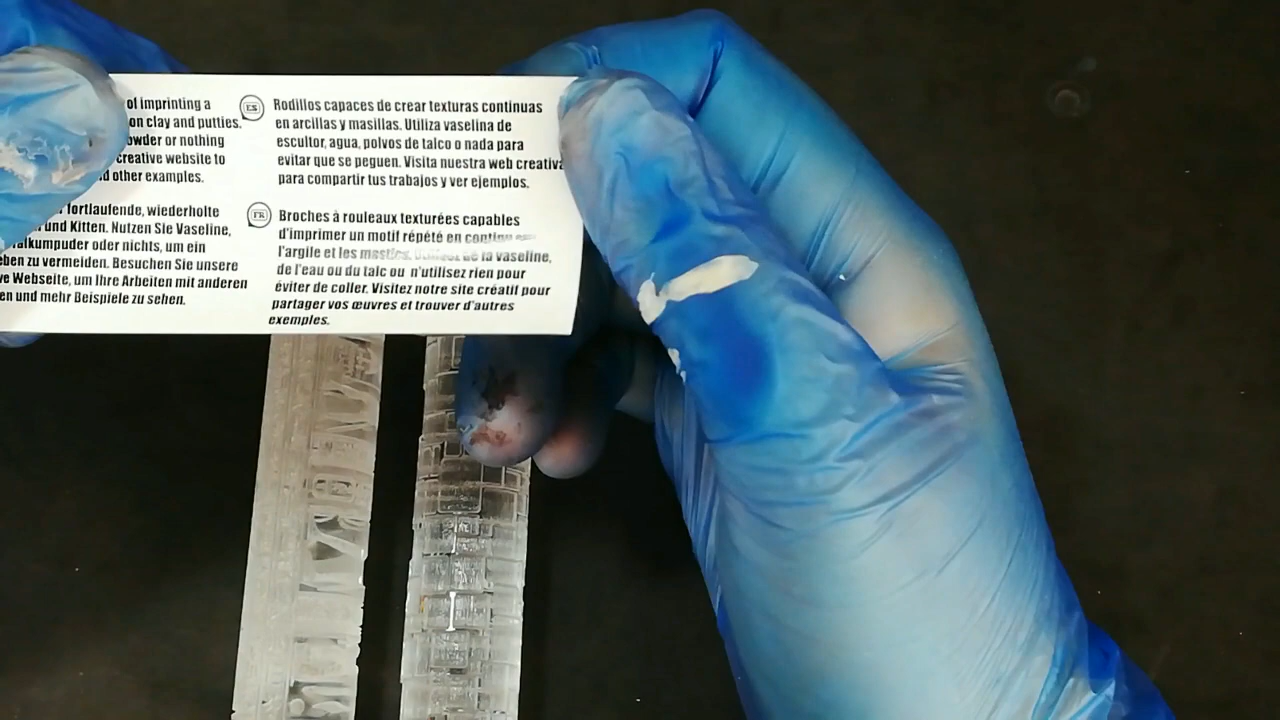 of imprinting a
on clay and putties.
or nothing
creative website to
other examples.
ES
Rodillos capaces de crear texturas continuas
en arcillas y masillas. Utiliza vaselina de
escultor, agua, polvos de talco o nada para
evitar que se peguen. Visita nuestra web creativa
para compartir tus trabajos y ver ejemplos.
fortlaufende, wiederholte
und Kitten. Nutzen Sie Vaseline,
oder nichts, um ein
zu vermeiden. Besuchen Sie unsere
Webseite, um Ihre Arbeiten mit anderen
und mehr Beispiele zu sehen.
FR
Broches à rouleaux texturées capables
d'imprimer un motif répété en
l'argile et les mastics. de la vaseline,
de l'eau ou du talc ou n'utilisez rien pour
éviter de coller. Visitez notre site créatif pour
partager vos œuvres et trouver d'autres
exemples.